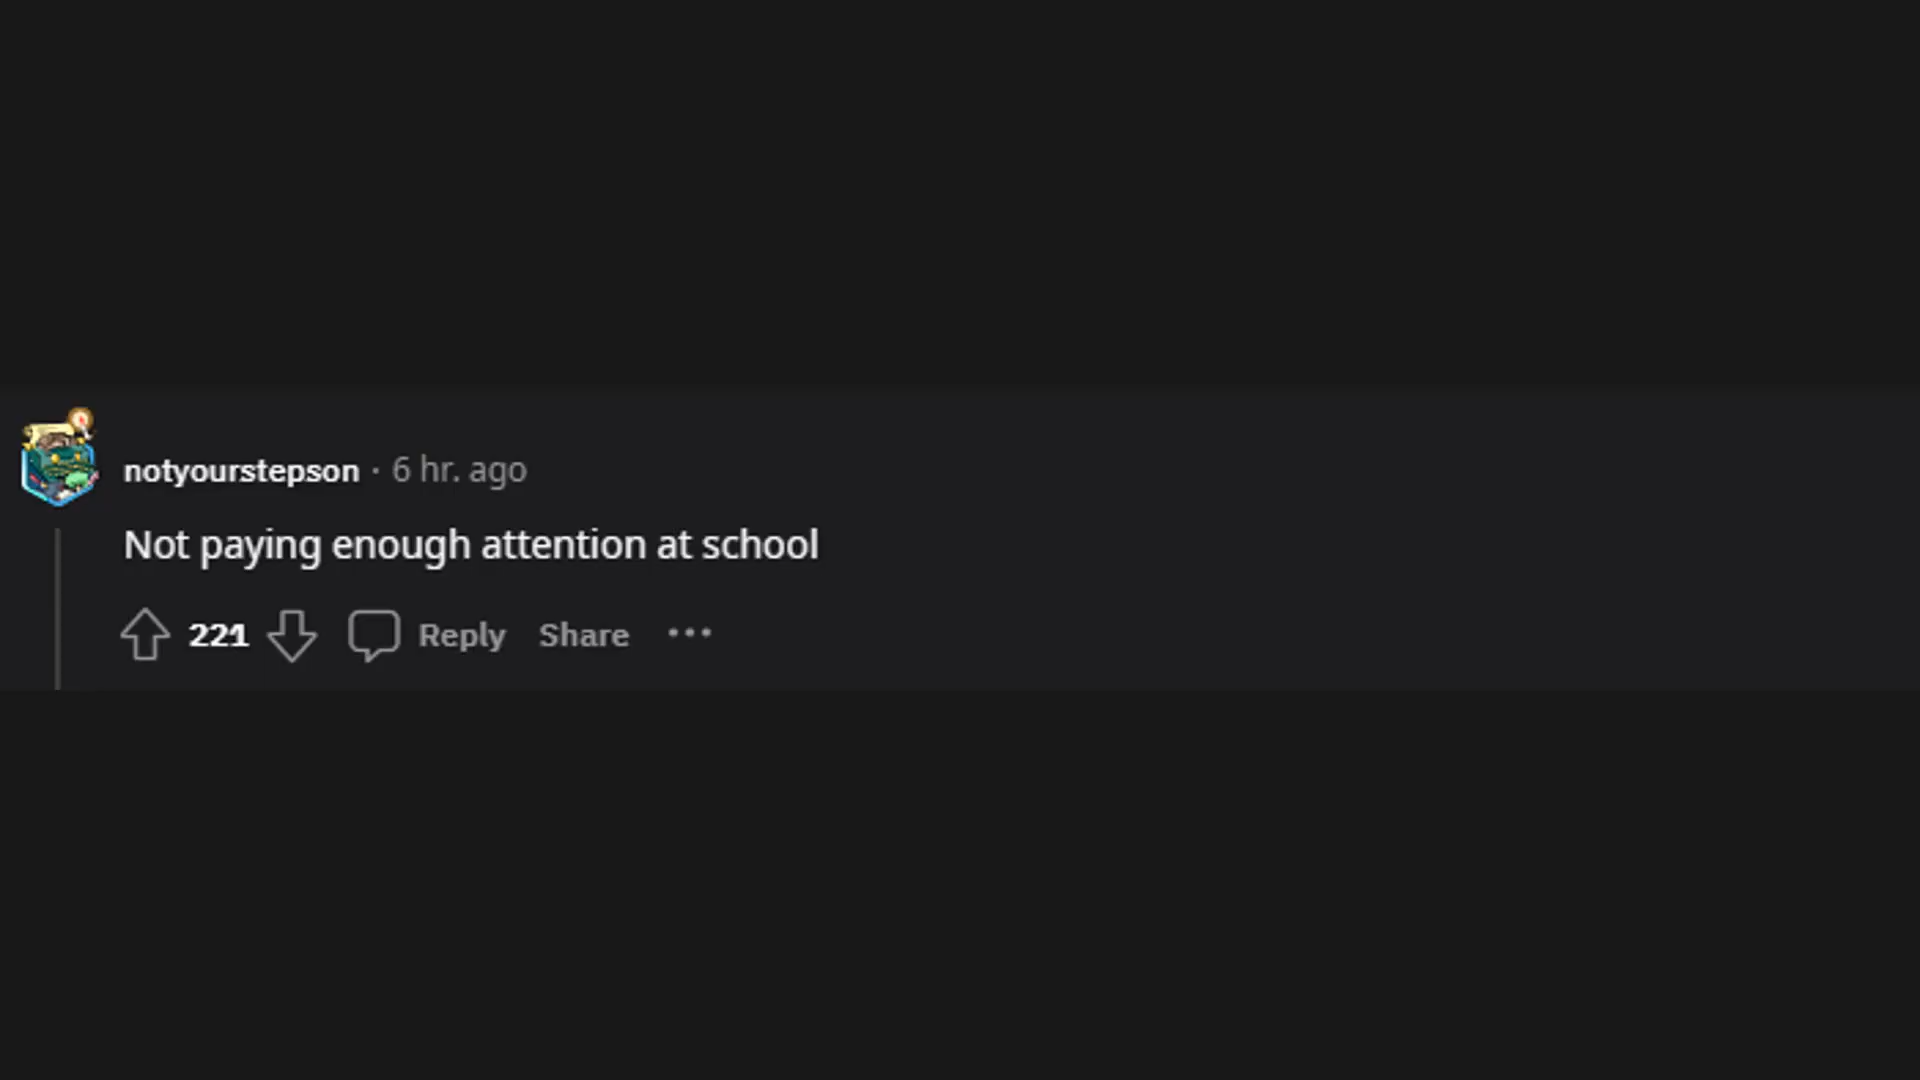 notyourstepson · 6 hr. ago
Not paying enough attention at school
221 Reply Share ···